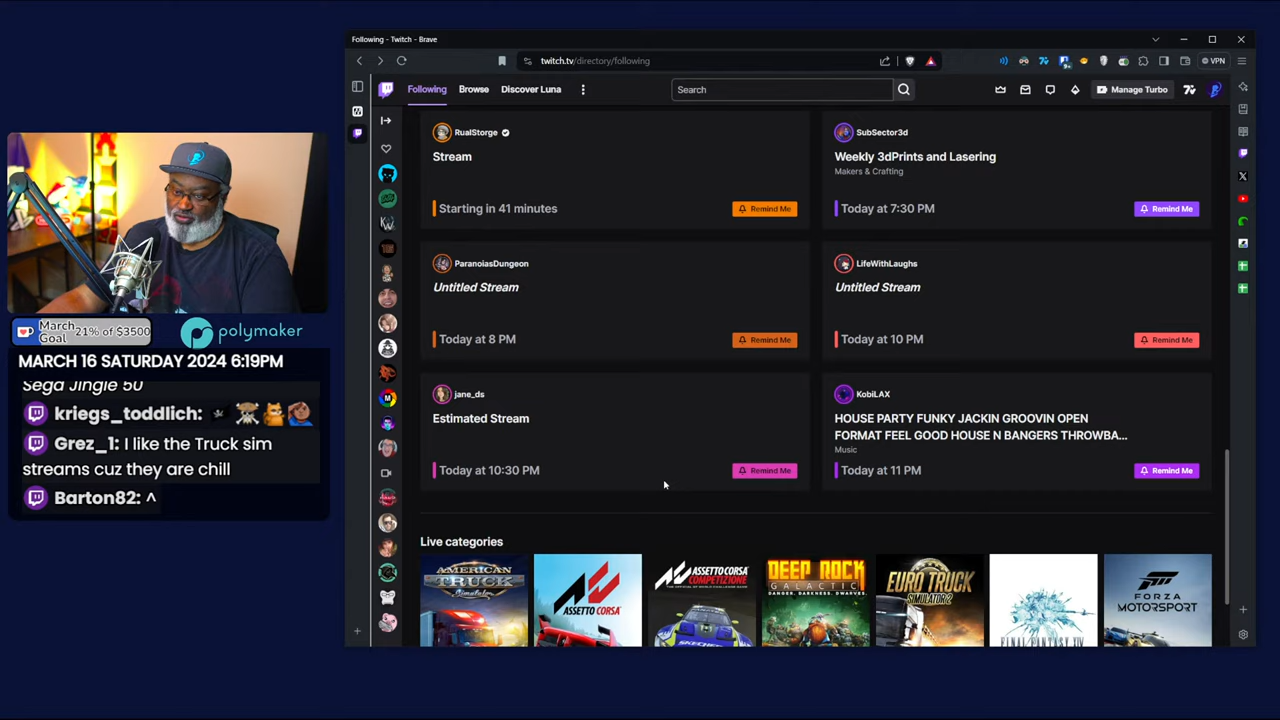 Following - Twitch - Brave
twitch.tv/directory/following
VPN
Following
Browse
Discover Luna
Search
Manage Turbo
RualStorge
Stream
Starting in 41 minutes
Remind Me
SubSector3d
Weekly 3dPrints and Lasering
Makers & Crafting
Today at 7:30 PM
Remind Me
ParanoiasDungeon
Untitled Stream
Today at 8 PM
Remind Me
LifeWithLaughs
Untitled Stream
Today at 10 PM
Remind Me
jane_ds
Estimated Stream
Today at 10:30 PM
Remind Me
KobiLAX
HOUSE PARTY FUNKY JACKIN GROOVIN OPEN
FORMAT FEEL GOOD HOUSE N BANGERS THROWBA...
Music
Today at 11 PM
Remind Me
Live categories
AMERICAN
TRUCK
SIMULATOR
ASSETTO CORSA
ASSETTO CORSA
COMPETIZIONE
DEEP ROCK
GALACTIC
DANGER. DARKNESS. DWARVES.
EURO TRUCK
SIMULATOR 2
FINAL FANTASY XIV
FORZA
MOTORSPORT
March
Goal
21% of $3500
polymaker
MARCH 16 SATURDAY 2024 6:19PM
Sega Jingle 50
kriegs_toddlich:
Grez_1: I like the Truck sim
streams cuz they are chill
Barton82: ^